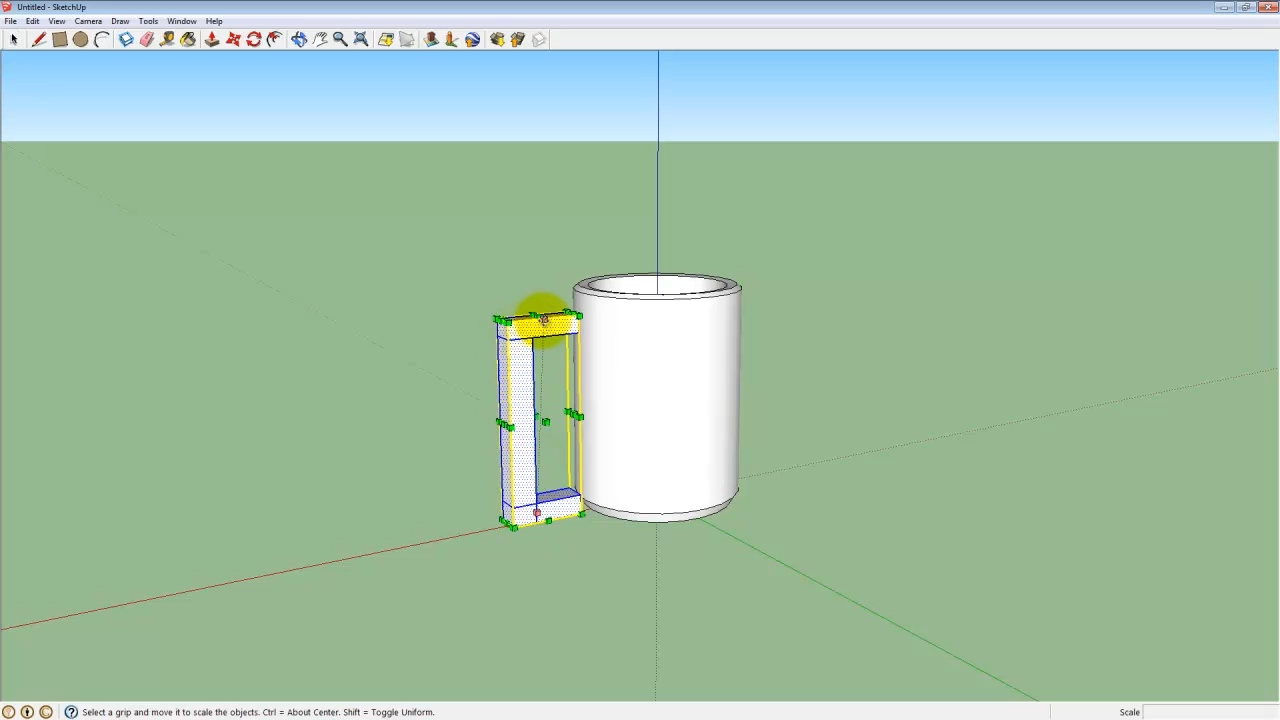 Untitled - SketchUp
File Edit View Camera Draw Tools Window Help
Select a grip and move it to scale the objects. Ctrl = About Center. Shift = Toggle Uniform.
Scale